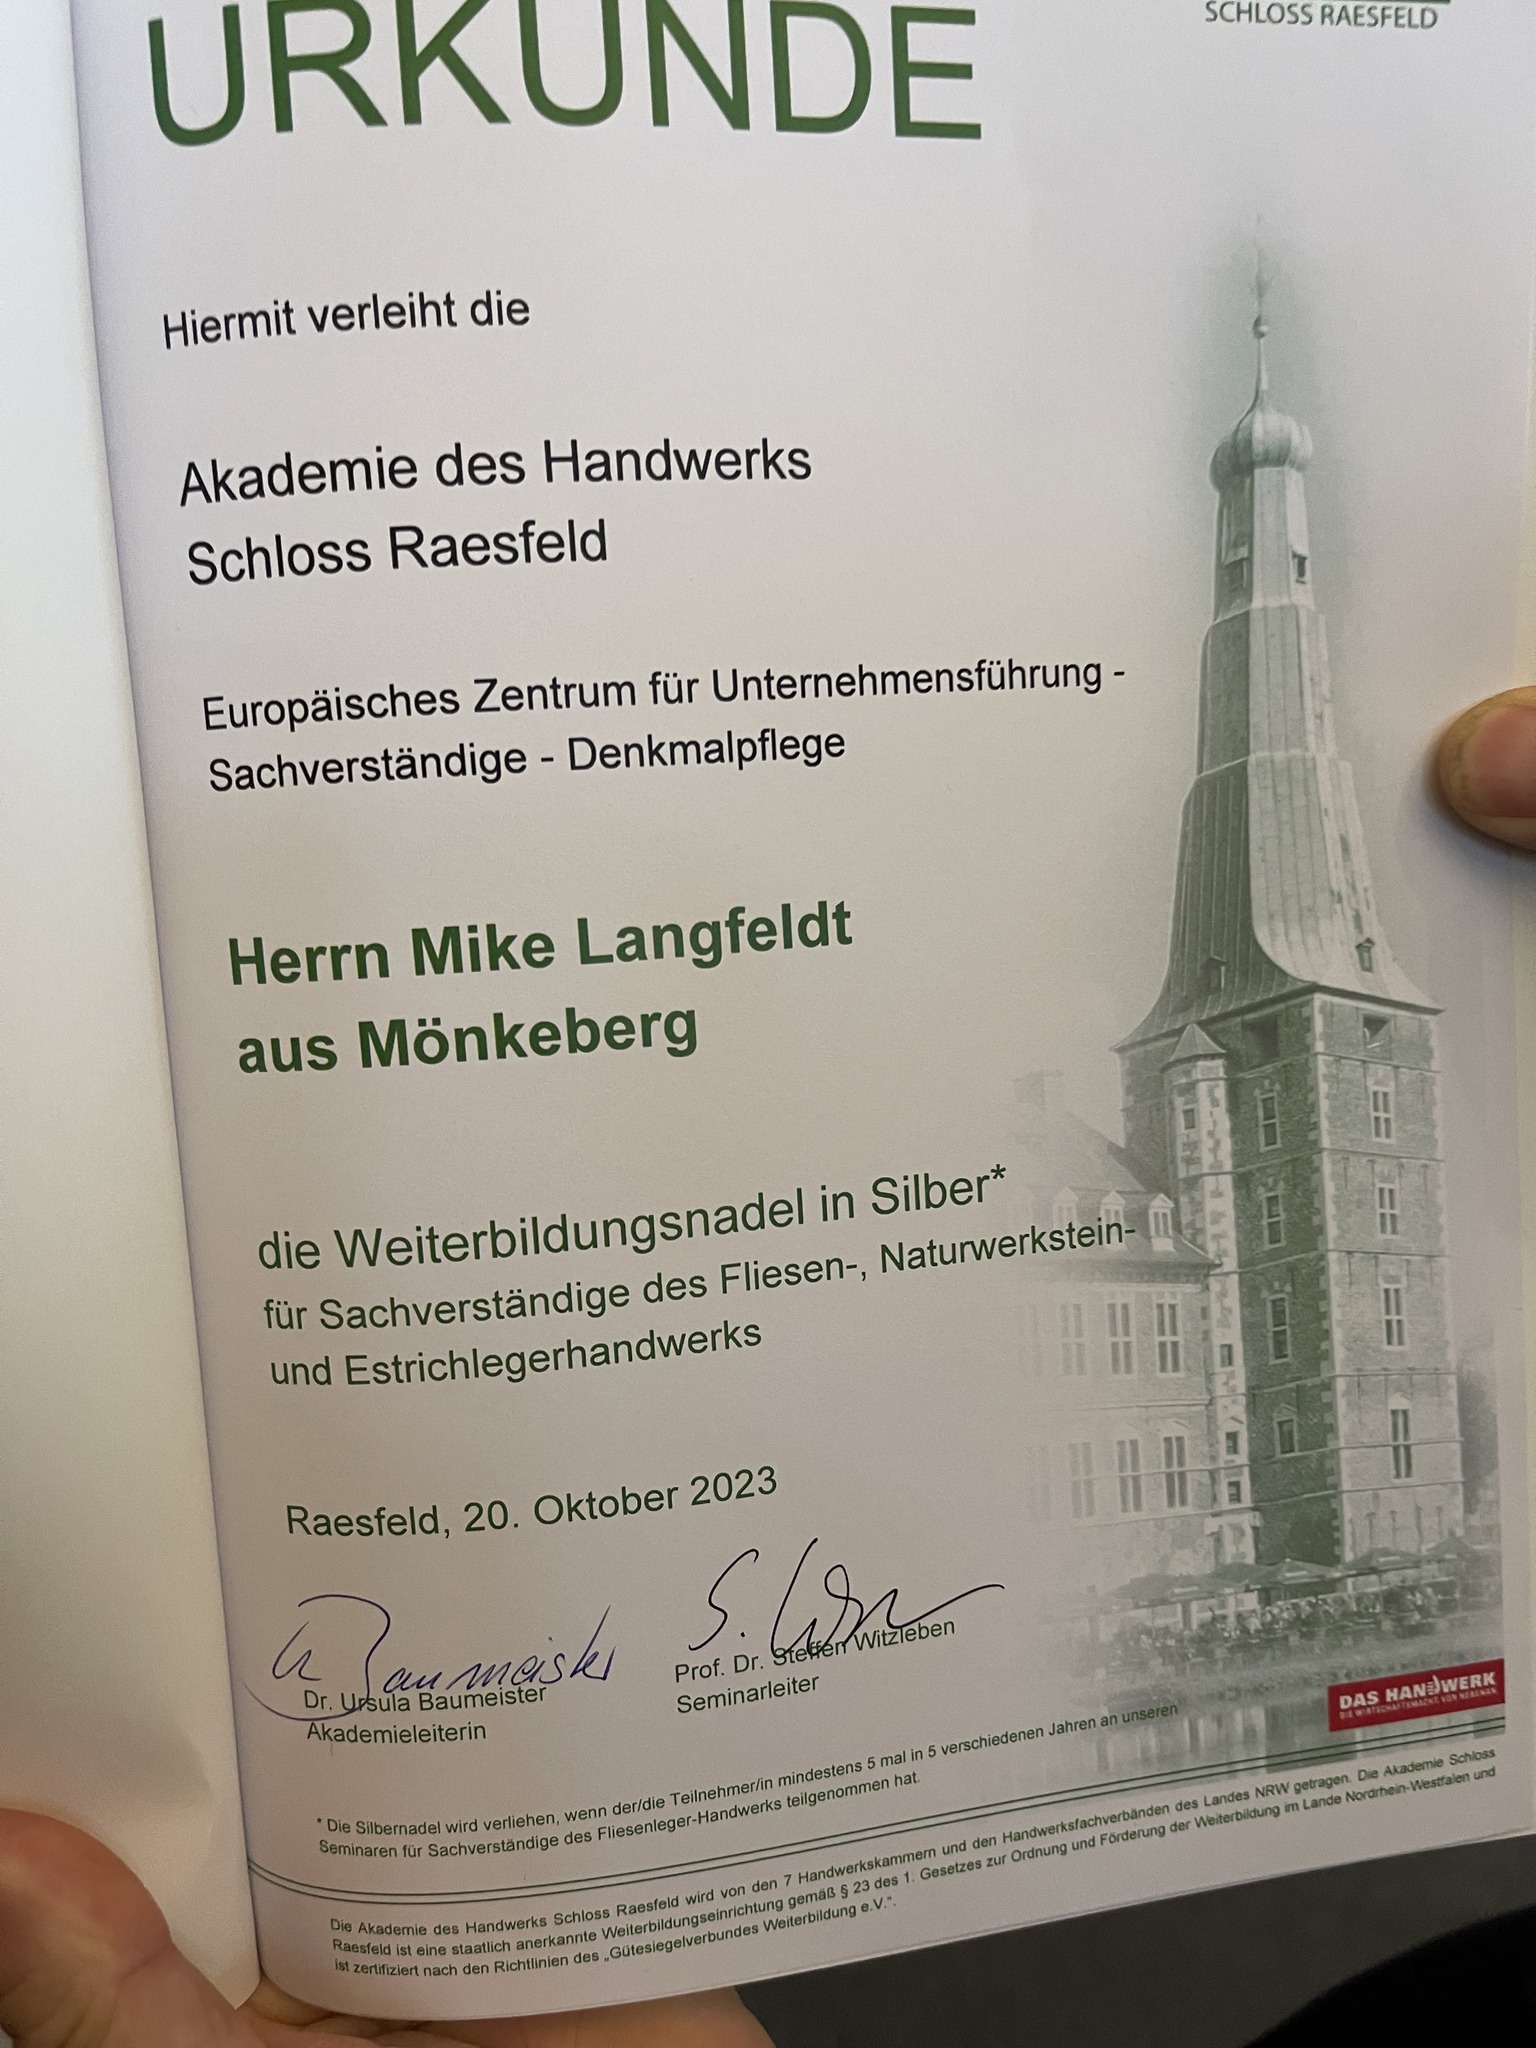 SCHLOSS RAESFELD
URKUNDE
Hiermit verleiht die
Akademie des Handwerks
Schloss Raesfeld
Europäisches Zentrum für Unternehmensführung -
Sachverständige - Denkmalpflege
Herrn Mike Langfeldt
aus Mönkeberg
die Weiterbildungsnadel in Silber*
für Sachverständige des Fliesen-, Naturwerkstein-
und Estrichlegerhandwerks
Raesfeld, 20. Oktober 2023
Dr. Ursula Baumeister
Akademieleiterin
Prof. Dr. Steffen Witzleben
Seminarleiter
DAS HANDWERK
DIE WIRTSCHAFTSMACHT. VON NEBENAN.
* Die Silbernadel wird verliehen, wenn der/die Teilnehmer/in mindestens 5 mal in 5 verschiedenen Jahren an unseren
Seminaren für Sachverständige des Fliesenleger-Handwerks teilgenommen hat.
Die Akademie des Handwerks Schloss Raesfeld wird von den 7 Handwerkskammern und den Handwerksfachverbänden des Landes NRW getragen. Die Akademie Schloss
Raesfeld ist eine staatlich anerkannte Weiterbildungseinrichtung gemäß § 23 des 1. Gesetzes zur Ordnung und Förderung der Weiterbildung im Lande Nordrhein-Westfalen und
ist zertifiziert nach den Richtlinien des „Gütesiegelverbundes Weiterbildung e.V.".